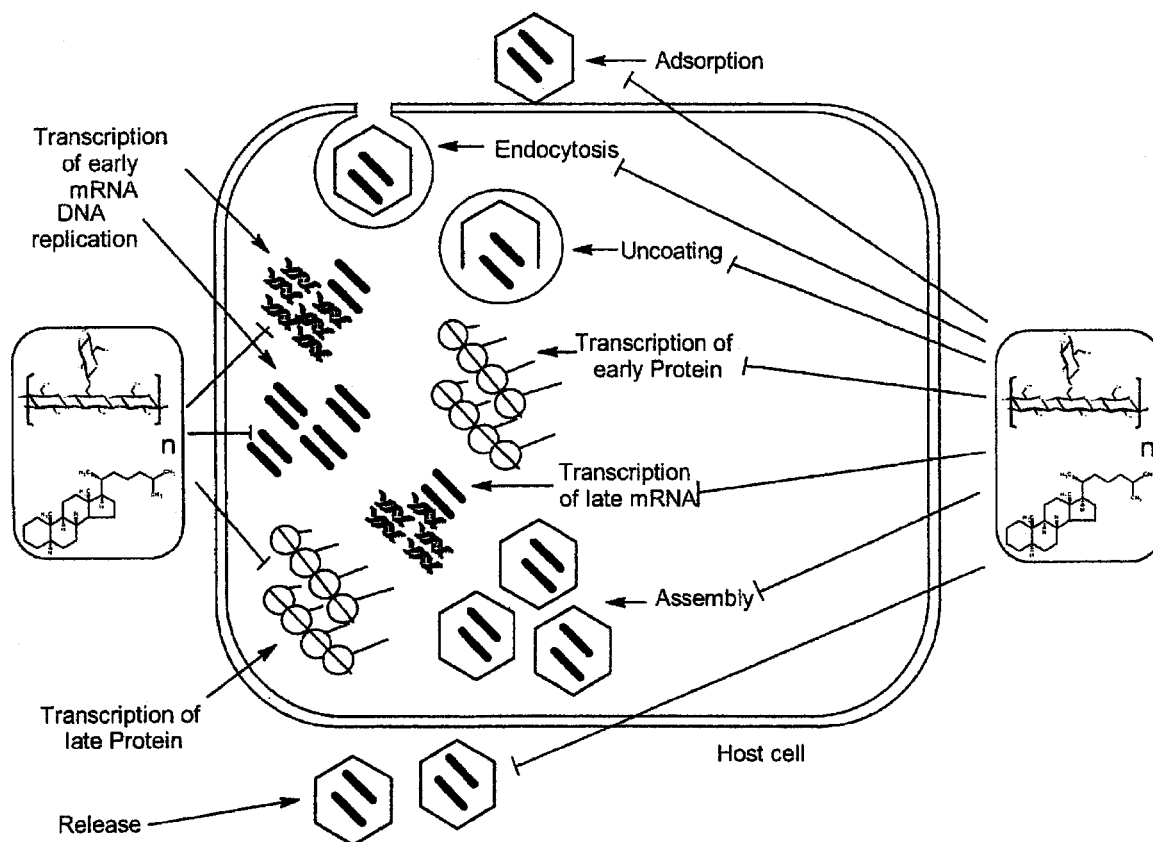 Adsorption
Transcription
of early
mRNA
DNA
replication
Endocytosis
Uncoating
Transcription of
early Protein
n
n
Transcription
of late mRNA
Assembly
Transcription of
late Protein
Host cell
Release